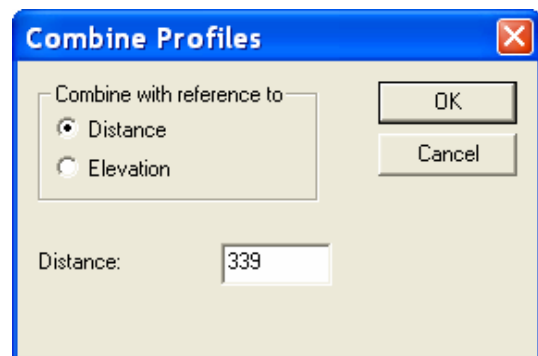 Combine Profiles
Combine with reference to
Distance
Elevation
OK
Cancel
Distance: 339